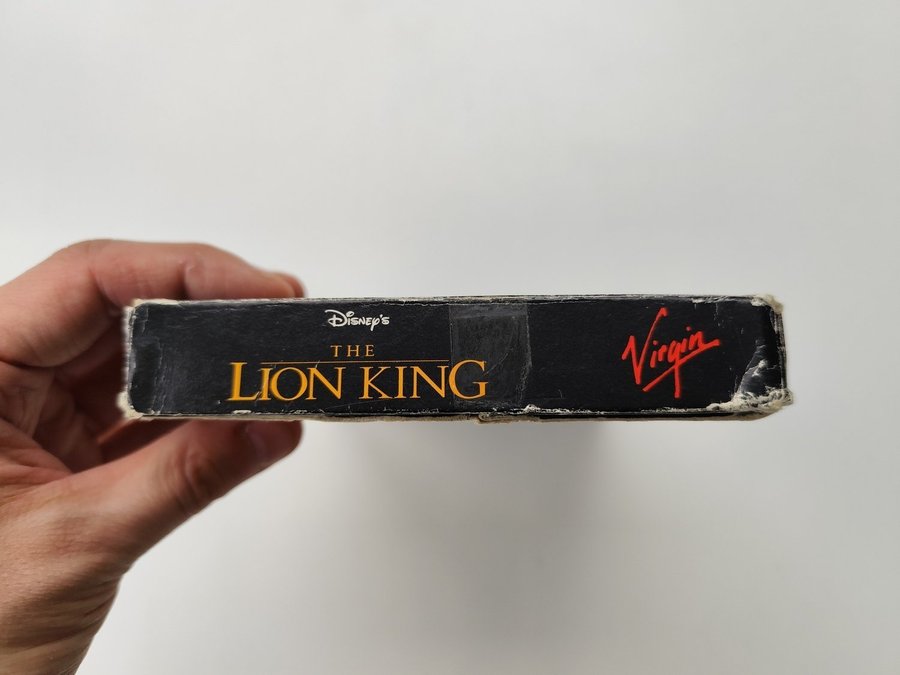 Disney's
THE
LION KING
Virgin